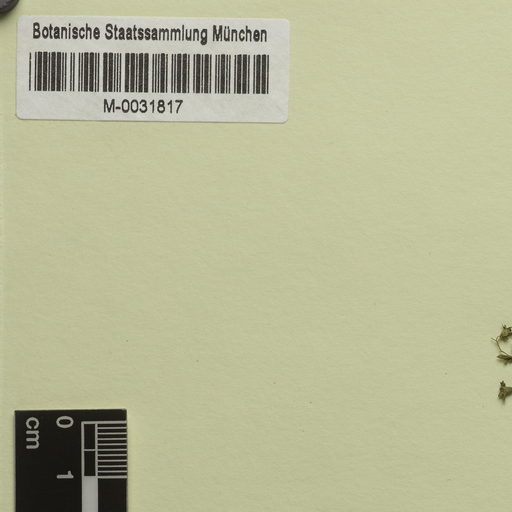 Botanische Staatssammlung München
M-0031817
0
1
cm